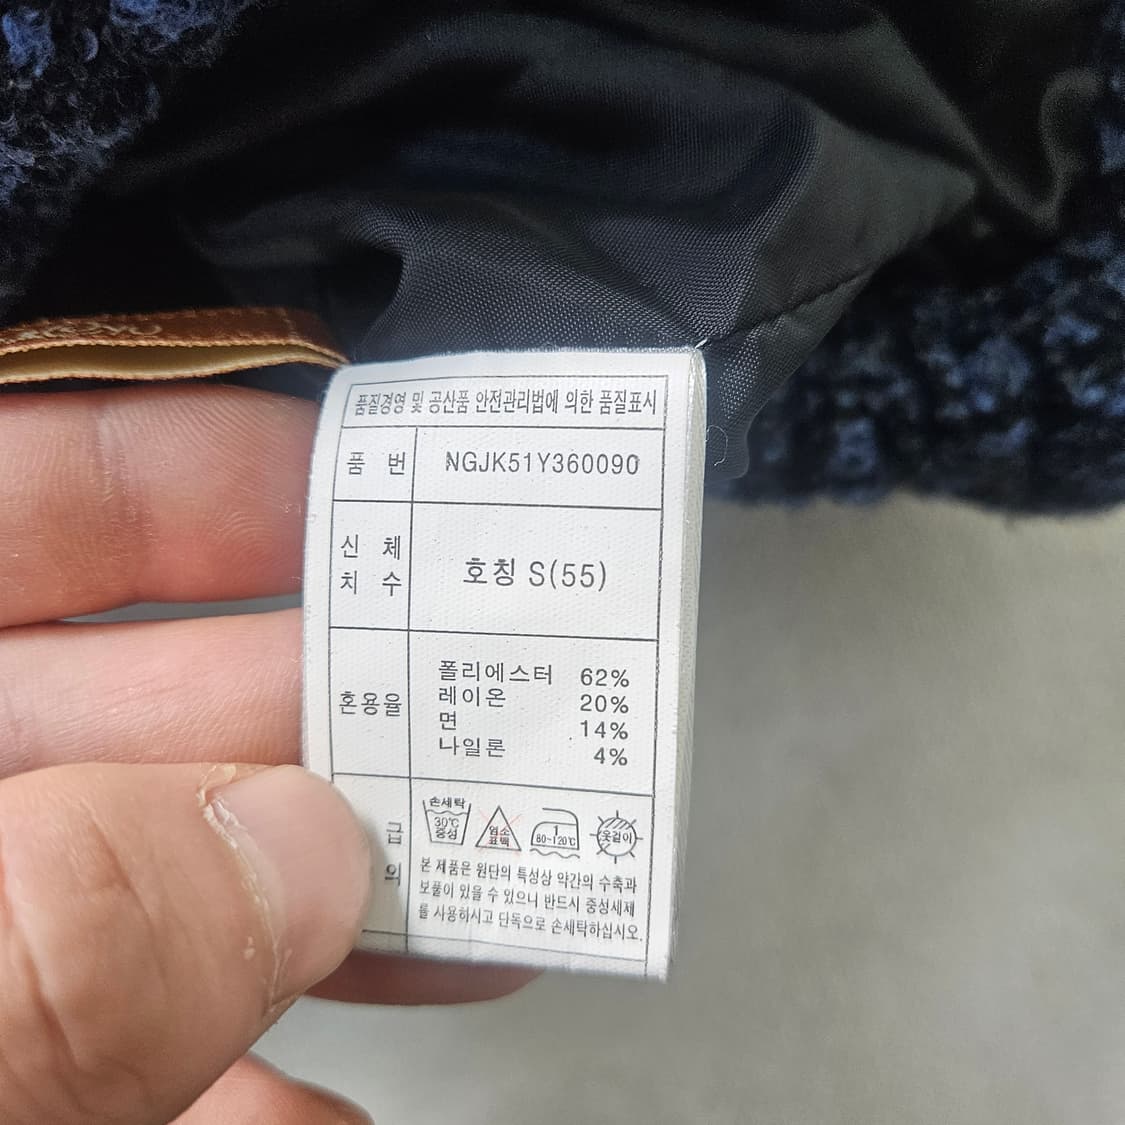 품질경영 및 공산품 안전관리법에 의한 품질표시
품 번 NGJK51Y360090
신 체 치 수 호칭 S(55)
혼용율
폴리에스터 62%
레이온 20%
면 14%
나일론 4%
급
의
손세탁 30℃ 중성
염소 표백
1 80~120℃
옷걸이
본 제품은 원단의 특성상 약간의 수축과
보풀이 있을 수 있으니 반드시 중성세제
를 사용하시고 단독으로 손세탁하십시오.